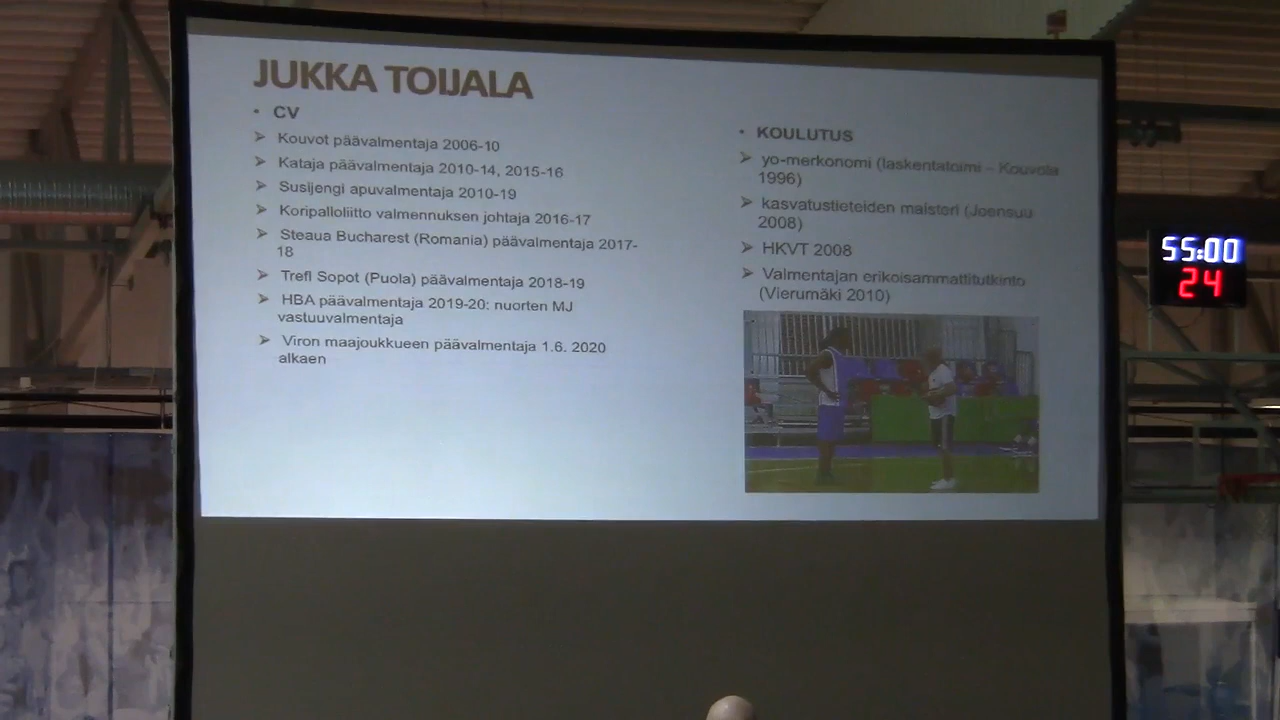 JUKKA TOIJALA
• CV
➢ Kouvot päävalmentaja 2006-10
➢ Kataja päävalmentaja 2010-14, 2015-16
➢ Susijengi apuvalmentaja 2010-19
➢ Koripalloliitto valmennuksen johtaja 2016-17
➢ Steaua Bucharest (Romania) päävalmentaja 2017-
18
➢ Trefl Sopot (Puola) päävalmentaja 2018-19
➢ HBA päävalmentaja 2019-20: nuorten MJ
vastuuvalmentaja
➢ Viron maajoukkueen päävalmentaja 1.6. 2020
alkaen
• KOULUTUS
➢ yo-merkonomi (laskentatoimi – Kouvola
1996)
➢ kasvatustieteiden maisteri (Joensuu
2008)
➢ HKVT 2008
➢ Valmentajan erikoisammattitutkinto
(Vierumäki 2010)
55:00
24